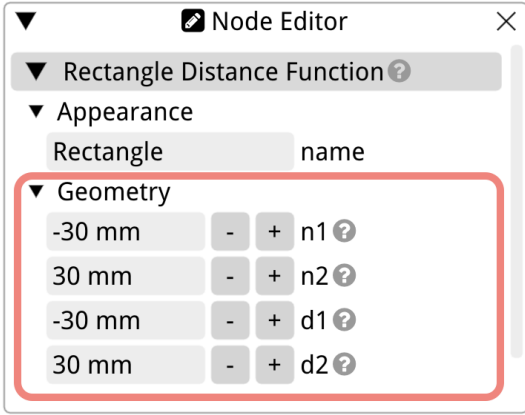 Node Editor
Rectangle Distance Function ?
Appearance
Rectangle name
Geometry
-30 mm - + n1 ?
30 mm - + n2 ?
-30 mm - + d1 ?
30 mm - + d2 ?